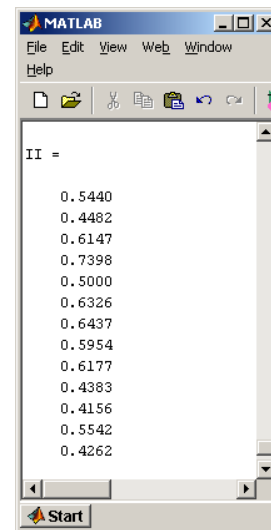 MATLAB
File Edit View Web Window
Help
II =
0.5440
0.4482
0.6147
0.7398
0.5000
0.6326
0.6437
0.5954
0.6177
0.4383
0.4156
0.5542
0.4262
Start